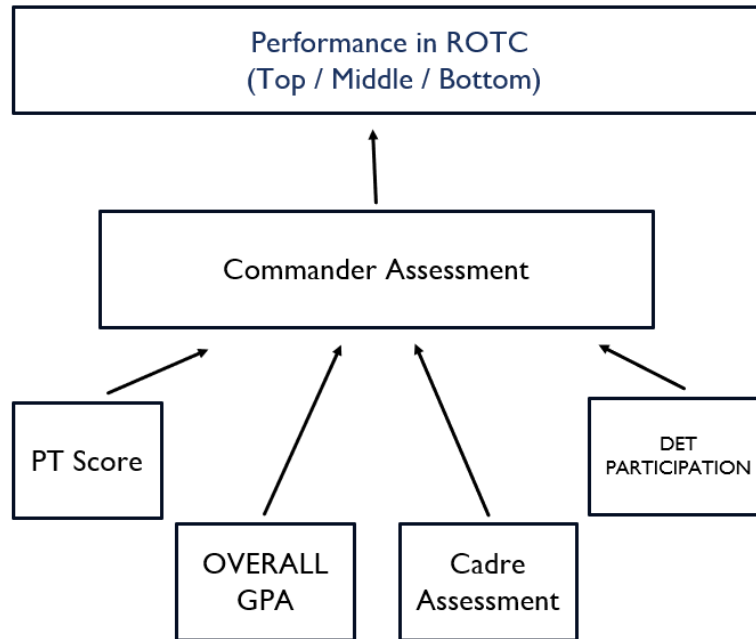 Performance in ROTC
(Top / Middle / Bottom)
Commander Assessment
PT Score
DET
PARTICIPATION
OVERALL
GPA
Cadre
Assessment